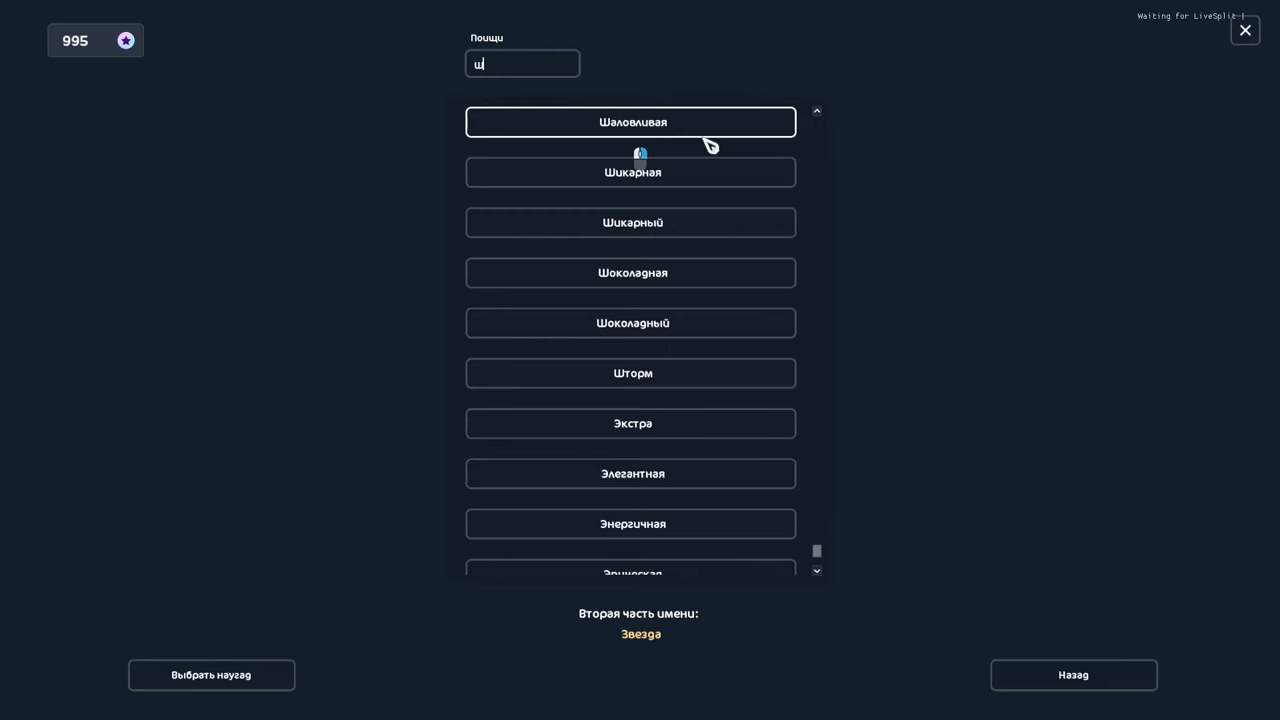 Waiting for LiveSplit |
995
Поищи
ш
Шаловливая
Шикарная
Шикарный
Шоколадная
Шоколадный
Шторм
Экстра
Элегантная
Энергичная
Эпическая
Вторая часть имени:
Звезда
Выбрать наугад
Назад